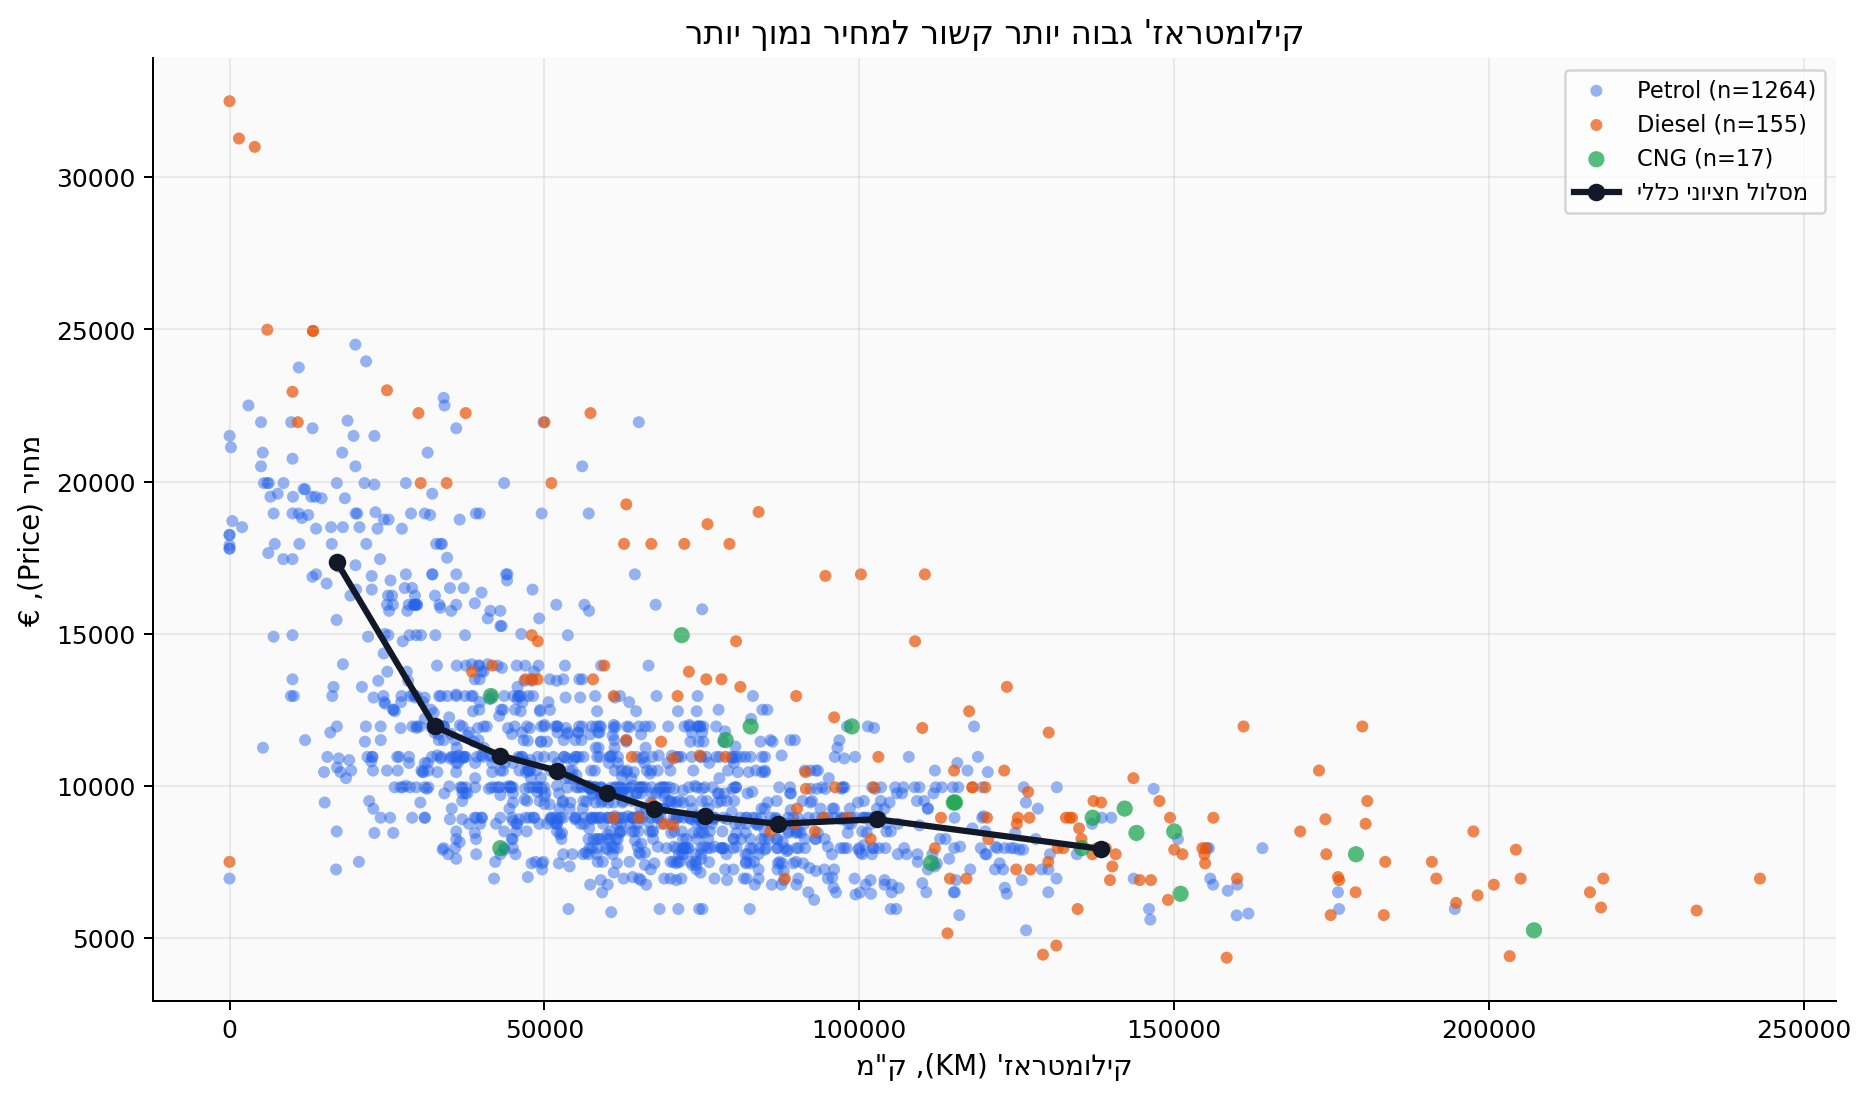 קילומטראז' גבוה יותר קשור למחיר נמוך יותר
Petrol (n=1264)
Diesel (n=155)
CNG (n=17)
מסלול חציוני כללי
מחיר (Price), €
30000
25000
20000
15000
10000
5000
0
50000
100000
150000
200000
250000
קילומטראז' (KM), ק"מ